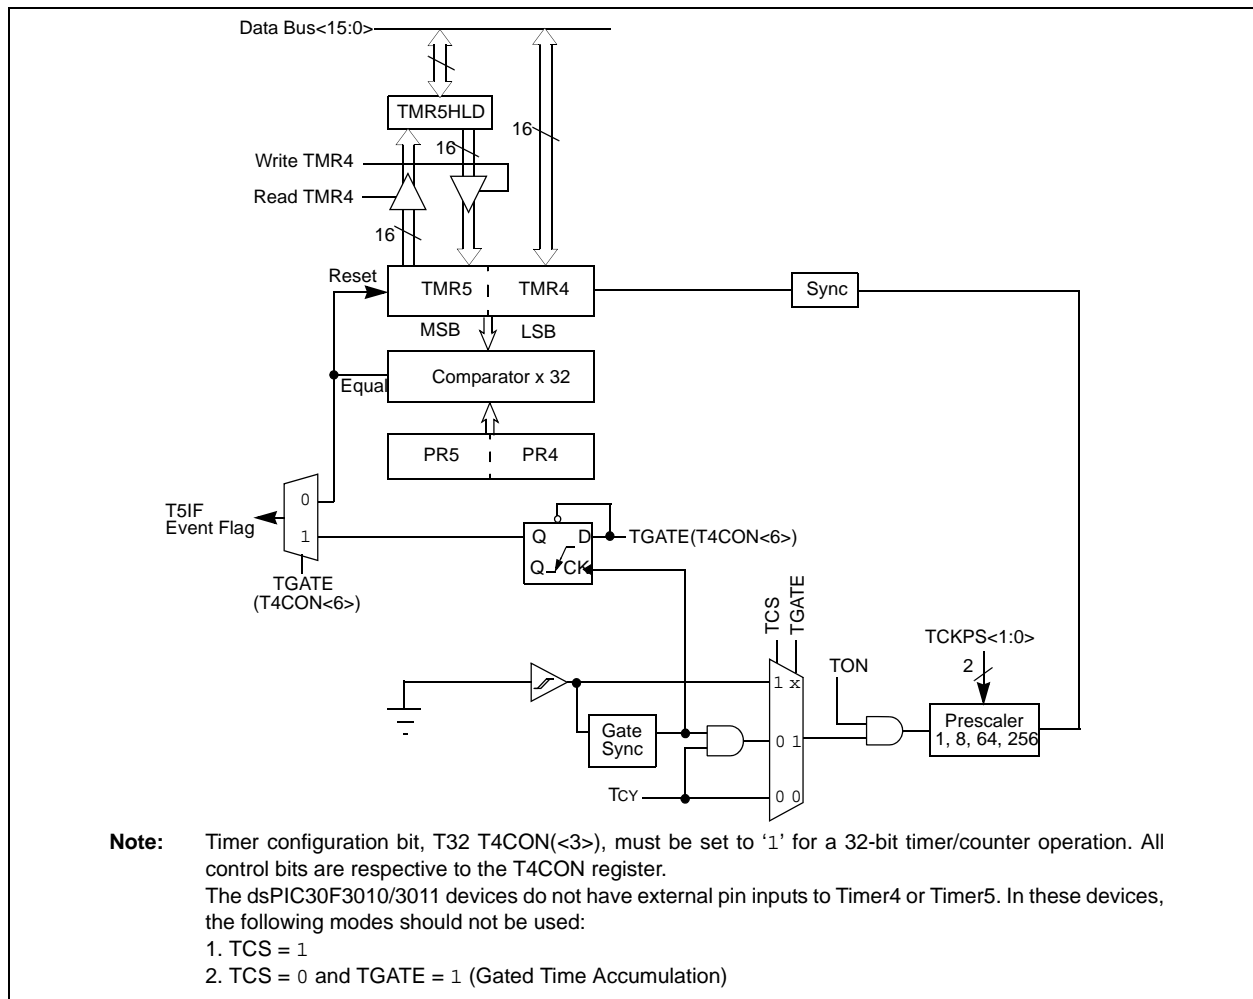 Data Bus<15:0>
TMR5HLD
16
16
Write TMR4
Read TMR4
16
Reset
TMR5
TMR4
Sync
MSB
LSB
Equal
Comparator x 32
PR5
PR4
0
T5IF
Event Flag
1
Q
D
TGATE(T4CON<6>)
Q
CK
TGATE
(T4CON<6>)
TCS
TGATE
TCKPS<1:0>
2
TON
1 x
Gate
Sync
0 1
Prescaler
1, 8, 64, 256
TCY
0 0
Note: Timer configuration bit, T32 T4CON(<3>), must be set to ‘1’ for a 32-bit timer/counter operation. All
control bits are respective to the T4CON register.
The dsPIC30F3010/3011 devices do not have external pin inputs to Timer4 or Timer5. In these devices,
the following modes should not be used:
1. TCS = 1
2. TCS = 0 and TGATE = 1 (Gated Time Accumulation)